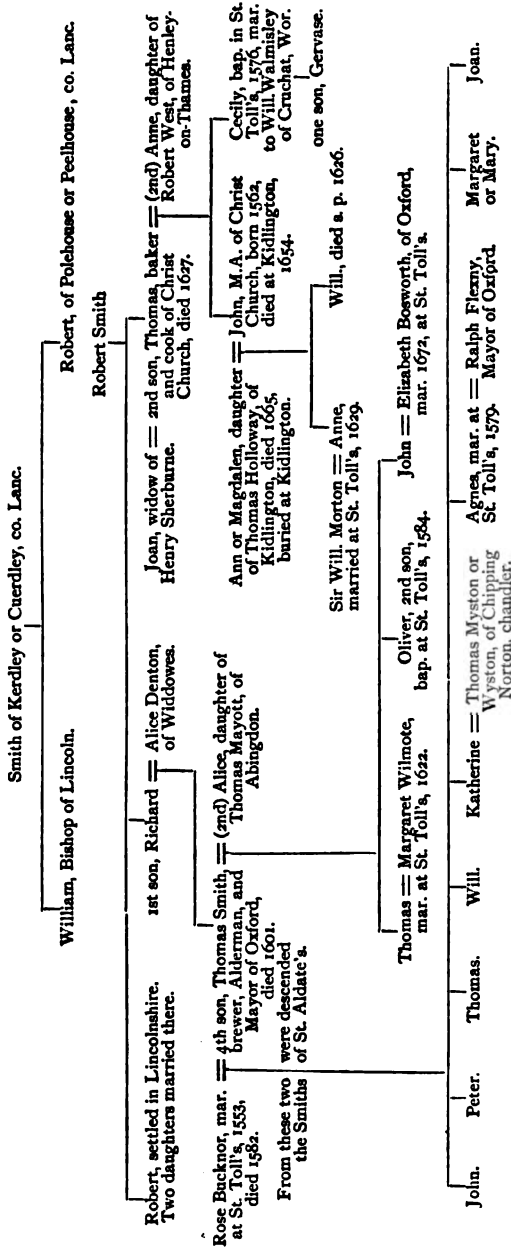 Smith of Kerdley or Cuerdley, co. Lanc.
William, Bishop of Lincoln.
Robert, of Polehouse or Peelhouse, co. Lanc.
Robert Smith
Robert, settled in Lincolnshire.
Two daughters married there.
1st son, Richard = Alice Denton,
of Widdowes.
Joan, widow of = 2nd son, Thomas, baker = (2nd) Anne, daughter of
Henry Sherburne. and cook of Christ Robert West, of Henley-
Church, died 1627. on-Thames.
Rose Bucknor, mar. = 4th son, Thomas Smith, = (2nd) Alice, daughter of
at St. Toll's, 1553, brewer, Alderman, and Thomas Mayott, of
died 1582. Mayor of Oxford, Abingdon.
died 1601.
From these two were descended
the Smiths of St. Aldate's.
Ann or Magdalen, daughter = John, M.A. of Christ
of Thomas Holloway, of Church, born 1562,
Kidlington, died 1665, died at Kidlington,
buried at Kidlington. 1654.
Cecily, bap. in St.
Toll's, 1576, mar.
to Will. Walmisley
of Cruchat, Wor.
one son, Gervase.
Sir Will. Morton = Anne,
married at St. Toll's, 1629.
Will., died s. p. 1626.
Thomas = Margaret Wilmote,
mar. at St. Toll's, 1622.
Oliver, 2nd son,
bap. at St. Toll's, 1584.
John = Elizabeth Bosworth, of Oxford,
mar. 1672, at St. Toll's.
John.
Peter.
Thomas.
Will.
Katherine = Thomas Myston or
Wyston, of Chipping
Norton, chandler.
Agnes, mar. at = Ralph Flexny,
St. Toll's, 1579. Mayor of Oxford.
Margaret
or Mary.
Joan.